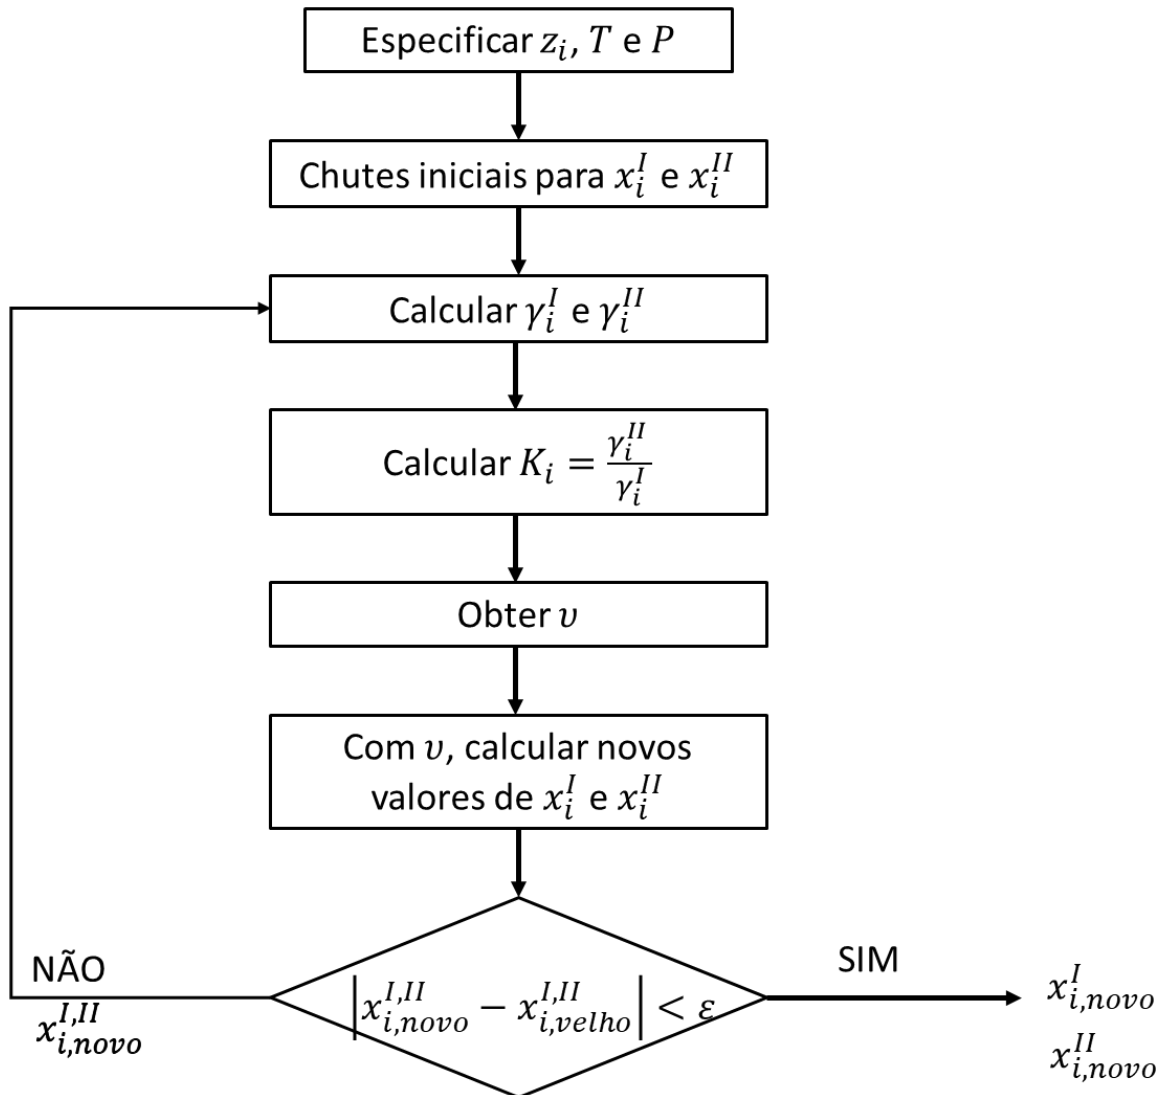 Especificar z_i, T e P
Chutes iniciais para x_i^I e x_i^{II}
Calcular γ_i^I e γ_i^{II}
Calcular K_i = γ_i^{II}/γ_i^I
Obter υ
Com υ, calcular novos
valores de x_i^I e x_i^{II}
NÃO
x_{i,novo}^{I,II}
|x_{i,novo}^{I,II} − x_{i,velho}^{I,II}| < ε
SIM
x_{i,novo}^I
x_{i,novo}^{II}